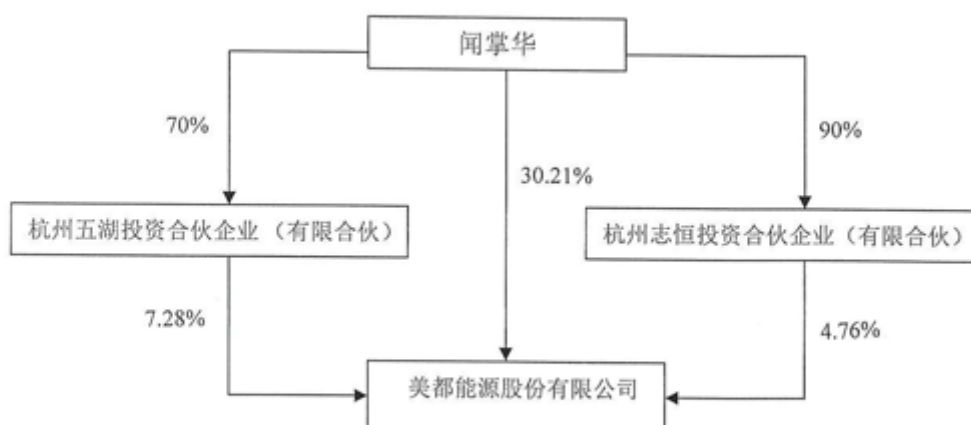 闻掌华
70%
90%
30.21%
杭州五湖投资合伙企业（有限合伙）
杭州志恒投资合伙企业（有限合伙）
7.28%
4.76%
美都能源股份有限公司